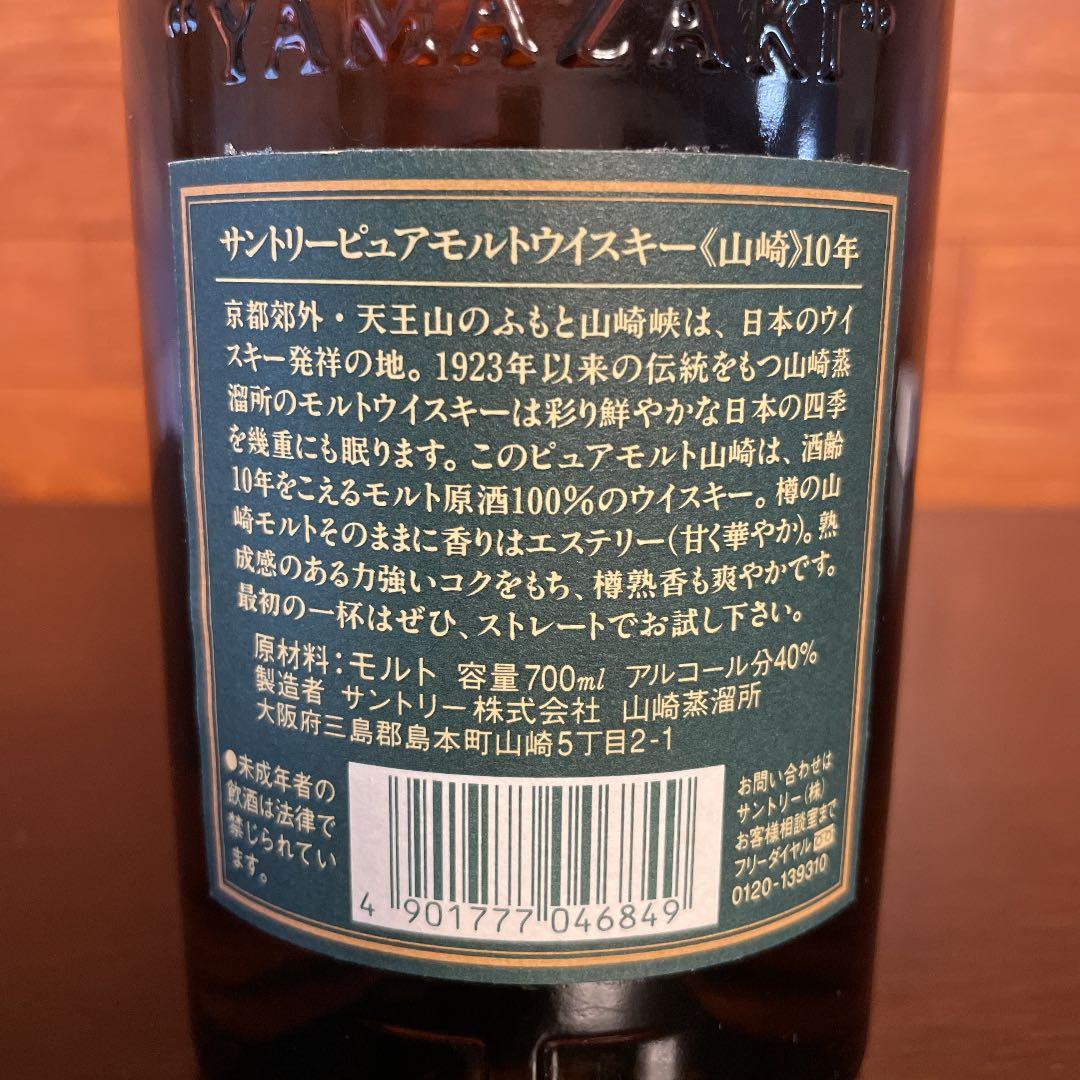 "YAMAZAKI"
サントリーピュアモルトウイスキー《山崎》10年
京都郊外・天王山のふもと山崎峡は、日本のウイ
スキー発祥の地。1923年以来の伝統をもつ山崎蒸
溜所のモルトウイスキーは彩り鮮やかな日本の四季
を幾重にも眠ります。このピュアモルト山崎は、酒齢
10年をこえるモルト原酒100%のウイスキー。樽の山
崎モルトそのままに香りはエステリー(甘く華やか)。熟
成感のある力強いコクをもち、樽熟香も爽やかです。
最初の一杯はぜひ、ストレートでお試し下さい。
原材料:モルト 容量700ml アルコール分40%
製造者 サントリー株式会社 山崎蒸溜所
大阪府三島郡島本町山崎5丁目2-1
●未成年者の
飲酒は法律で
禁じられてい
ます。
4 901777 046849
お問い合わせは
サントリー(株)
お客様相談室まで
フリーダイヤル
0120-139310